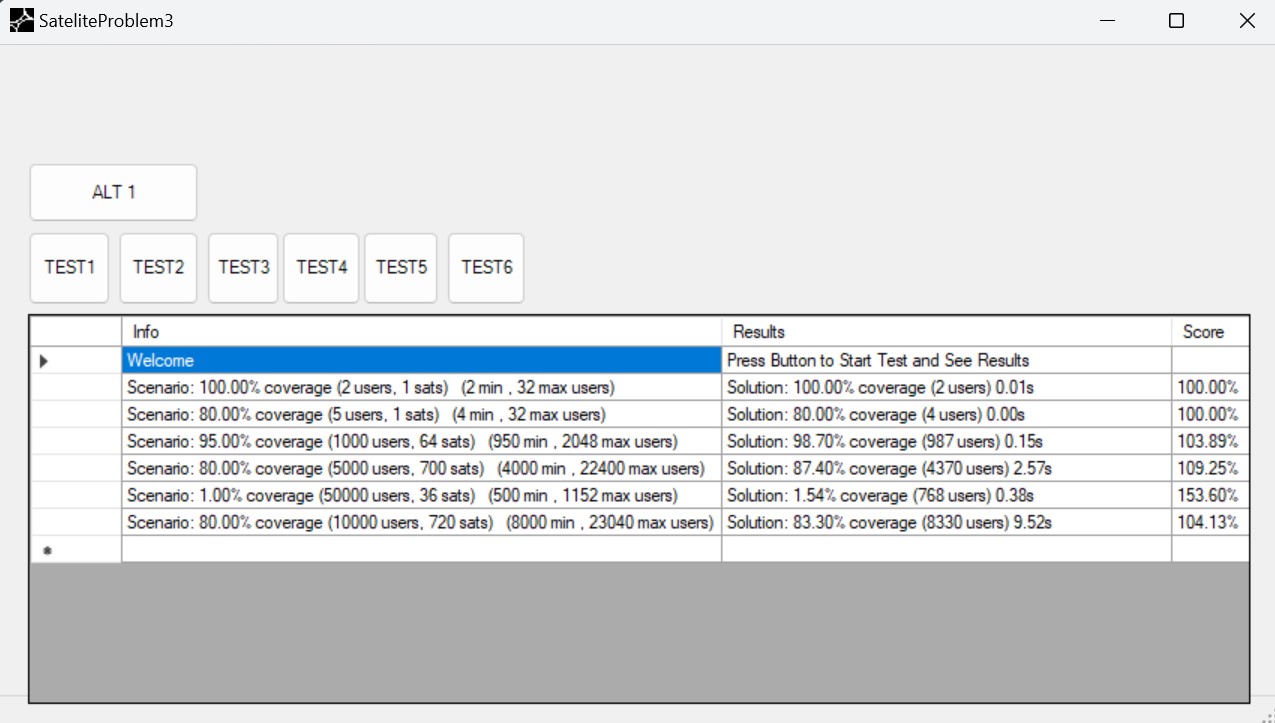 SateliteProblem3
ALT 1
TEST1 TEST2 TEST3 TEST4 TEST5 TEST6
Info Results Score
Welcome Press Button to Start Test and See Results
Scenario: 100.00% coverage (2 users, 1 sats) (2 min , 32 max users) Solution: 100.00% coverage (2 users) 0.01s 100.00%
Scenario: 80.00% coverage (5 users, 1 sats) (4 min , 32 max users) Solution: 80.00% coverage (4 users) 0.00s 100.00%
Scenario: 95.00% coverage (1000 users, 64 sats) (950 min , 2048 max users) Solution: 98.70% coverage (987 users) 0.15s 103.89%
Scenario: 80.00% coverage (5000 users, 700 sats) (4000 min , 22400 max users) Solution: 87.40% coverage (4370 users) 2.57s 109.25%
Scenario: 1.00% coverage (50000 users, 36 sats) (500 min , 1152 max users) Solution: 1.54% coverage (768 users) 0.38s 153.60%
Scenario: 80.00% coverage (10000 users, 720 sats) (8000 min , 23040 max users) Solution: 83.30% coverage (8330 users) 9.52s 104.13%